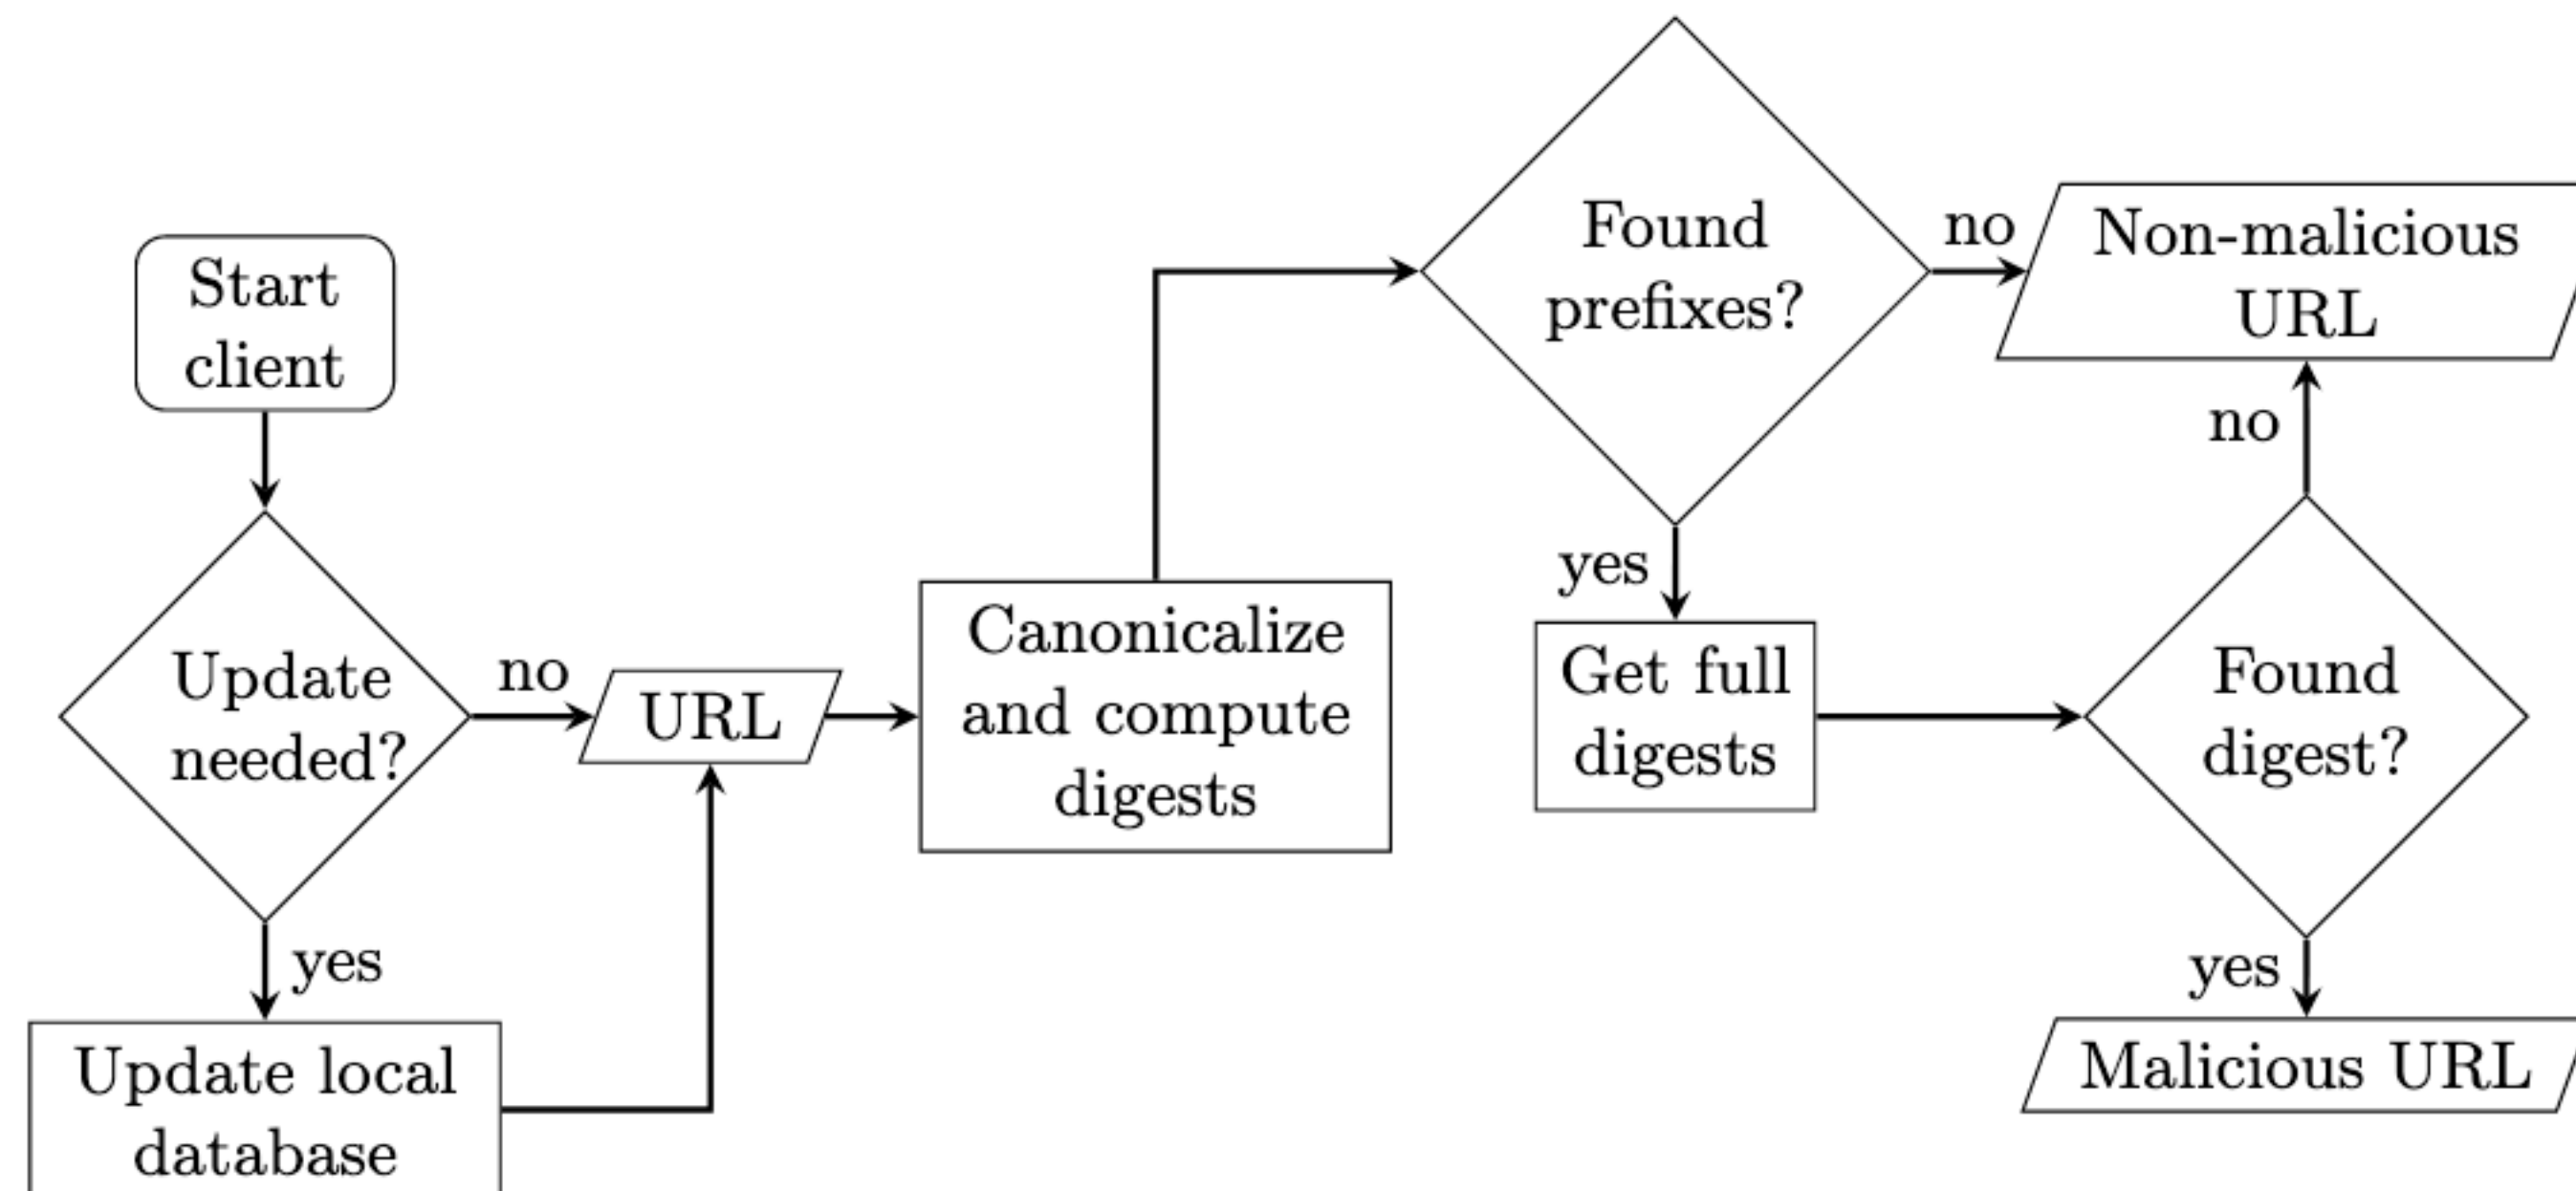 Start
client
Update
needed?
no
yes
Update local
database
URL
Canonicalize
and compute
digests
Found
prefixes?
no
yes
Non-malicious
URL
Get full
digests
Found
digest?
no
yes
Malicious URL